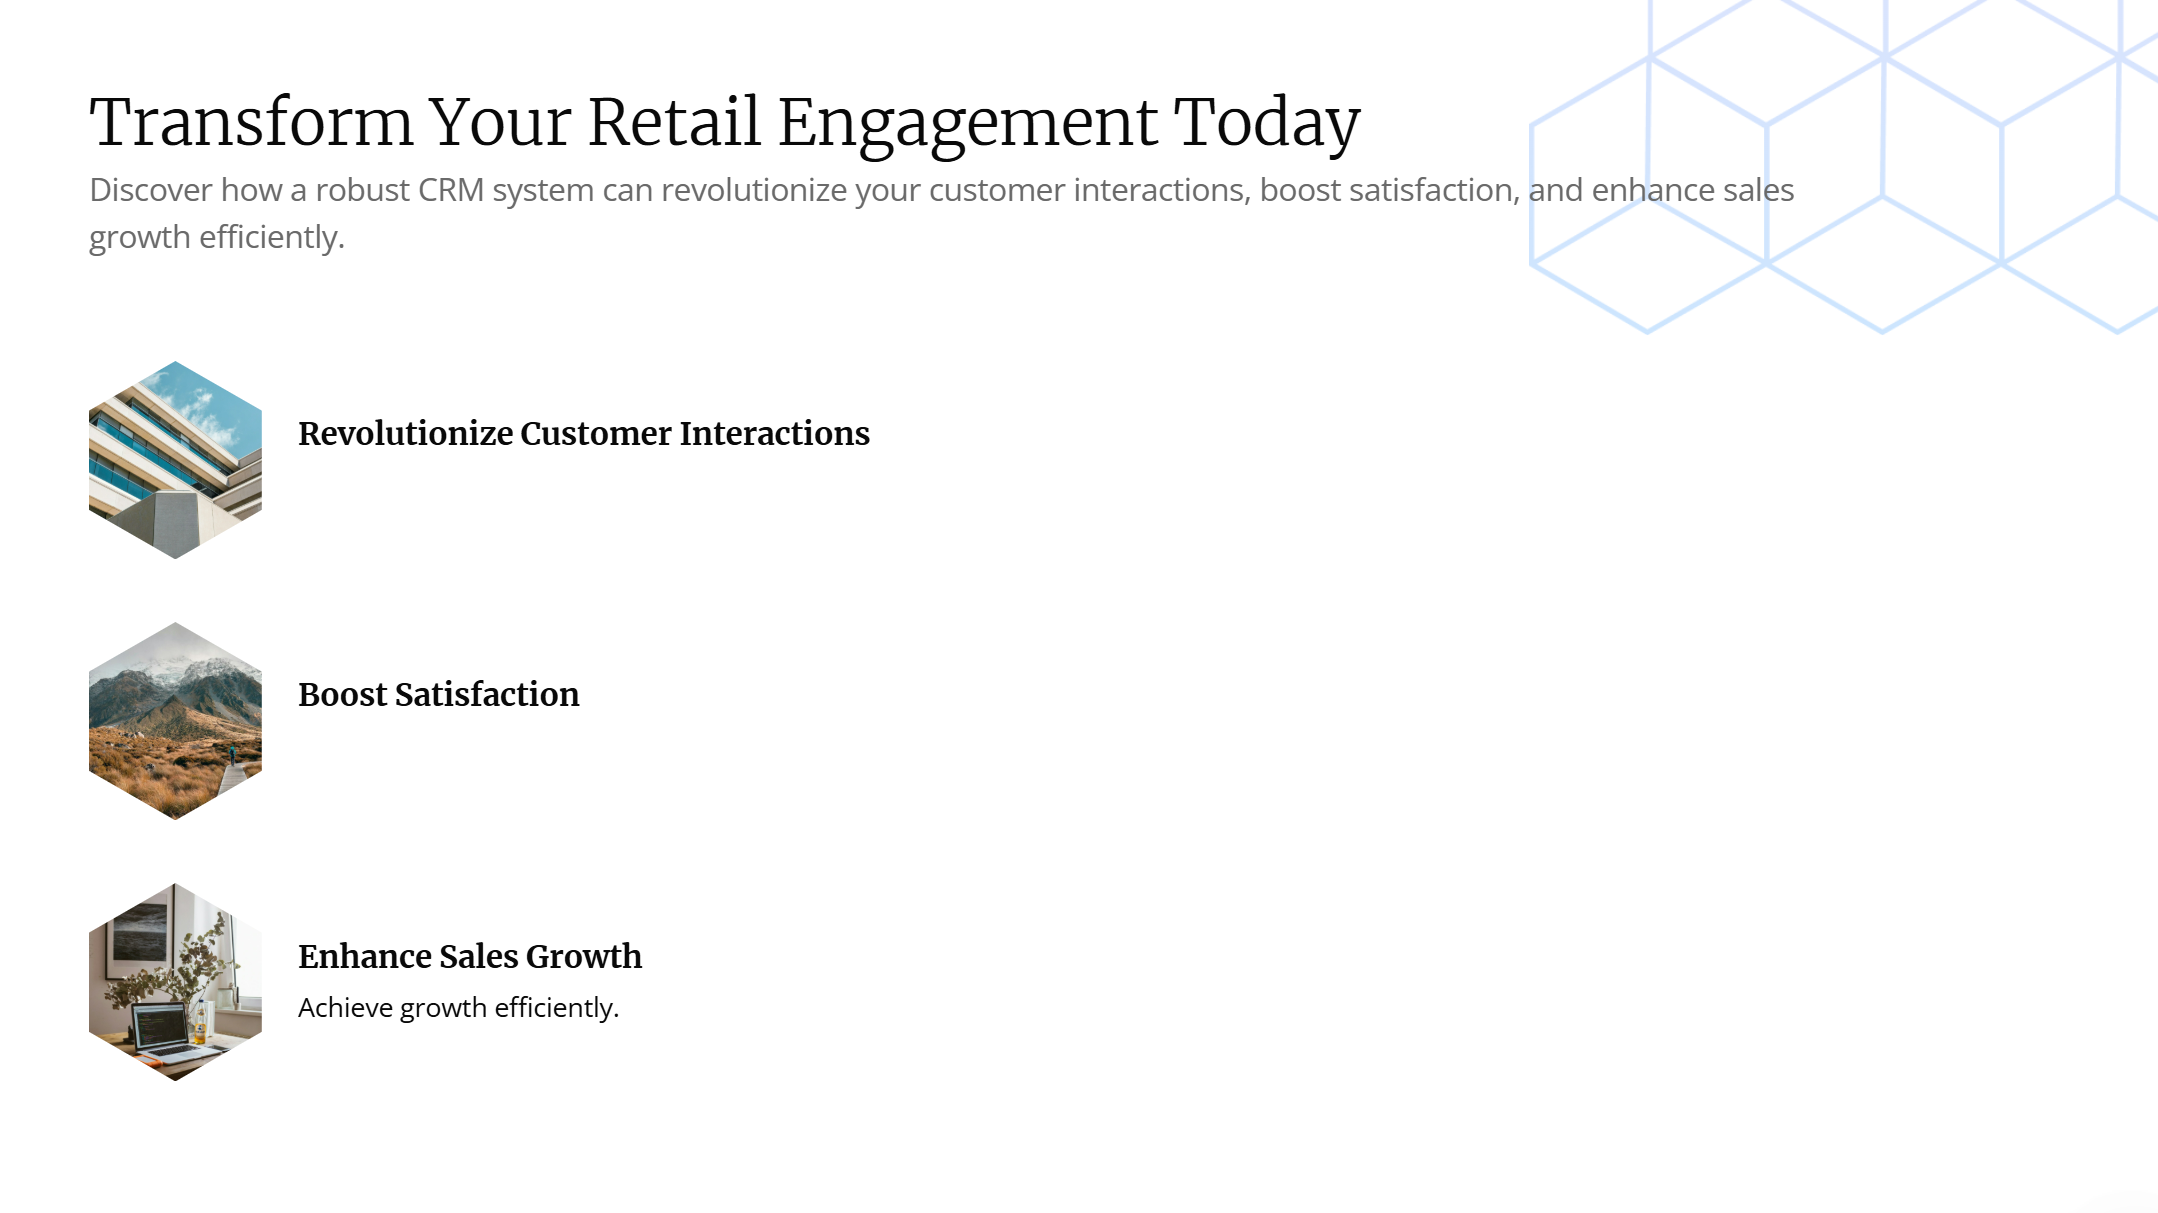 Transform Your Retail Engagement Today
Discover how a robust CRM system can revolutionize your customer interactions, boost satisfaction, and enhance sales
growth efficiently.
Revolutionize Customer Interactions
Boost Satisfaction
Enhance Sales Growth
Achieve growth efficiently.